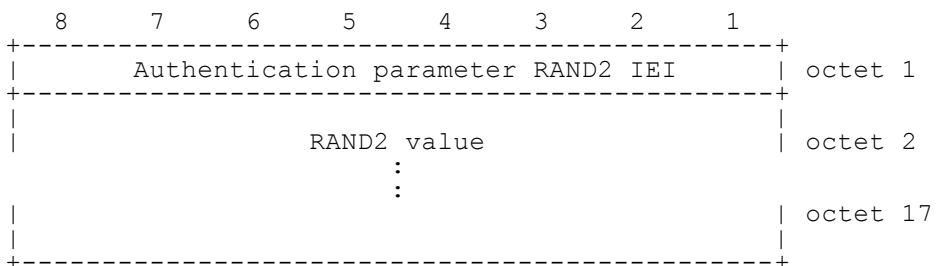 8 7 6 5 4 3 2 1
+-----------------------------------------------+
| Authentication parameter RAND2 IEI | octet 1
+-----------------------------------------------+
| |
| RAND2 value | octet 2
:
:
| | octet 17
| |
+-----------------------------------------------+